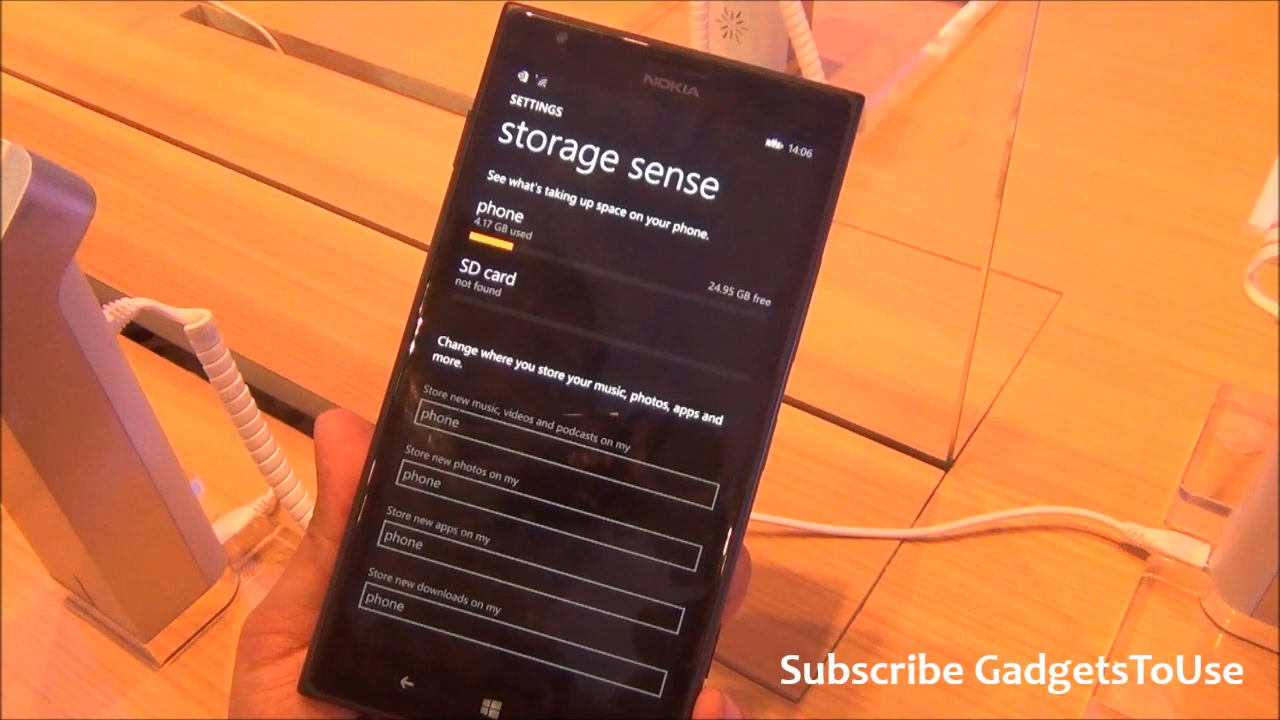 NOKIA
14:06
SETTINGS
storage sense
See what's taking up space on your phone.
phone
4.17 GB used
24.95 GB free
SD card
not found
Change where you store your music, photos, apps and
more.
Store new music, videos and podcasts on my
phone
Store new photos on my
phone
Store new apps on my
phone
Store new downloads on my
phone
Subscribe GadgetsToUse